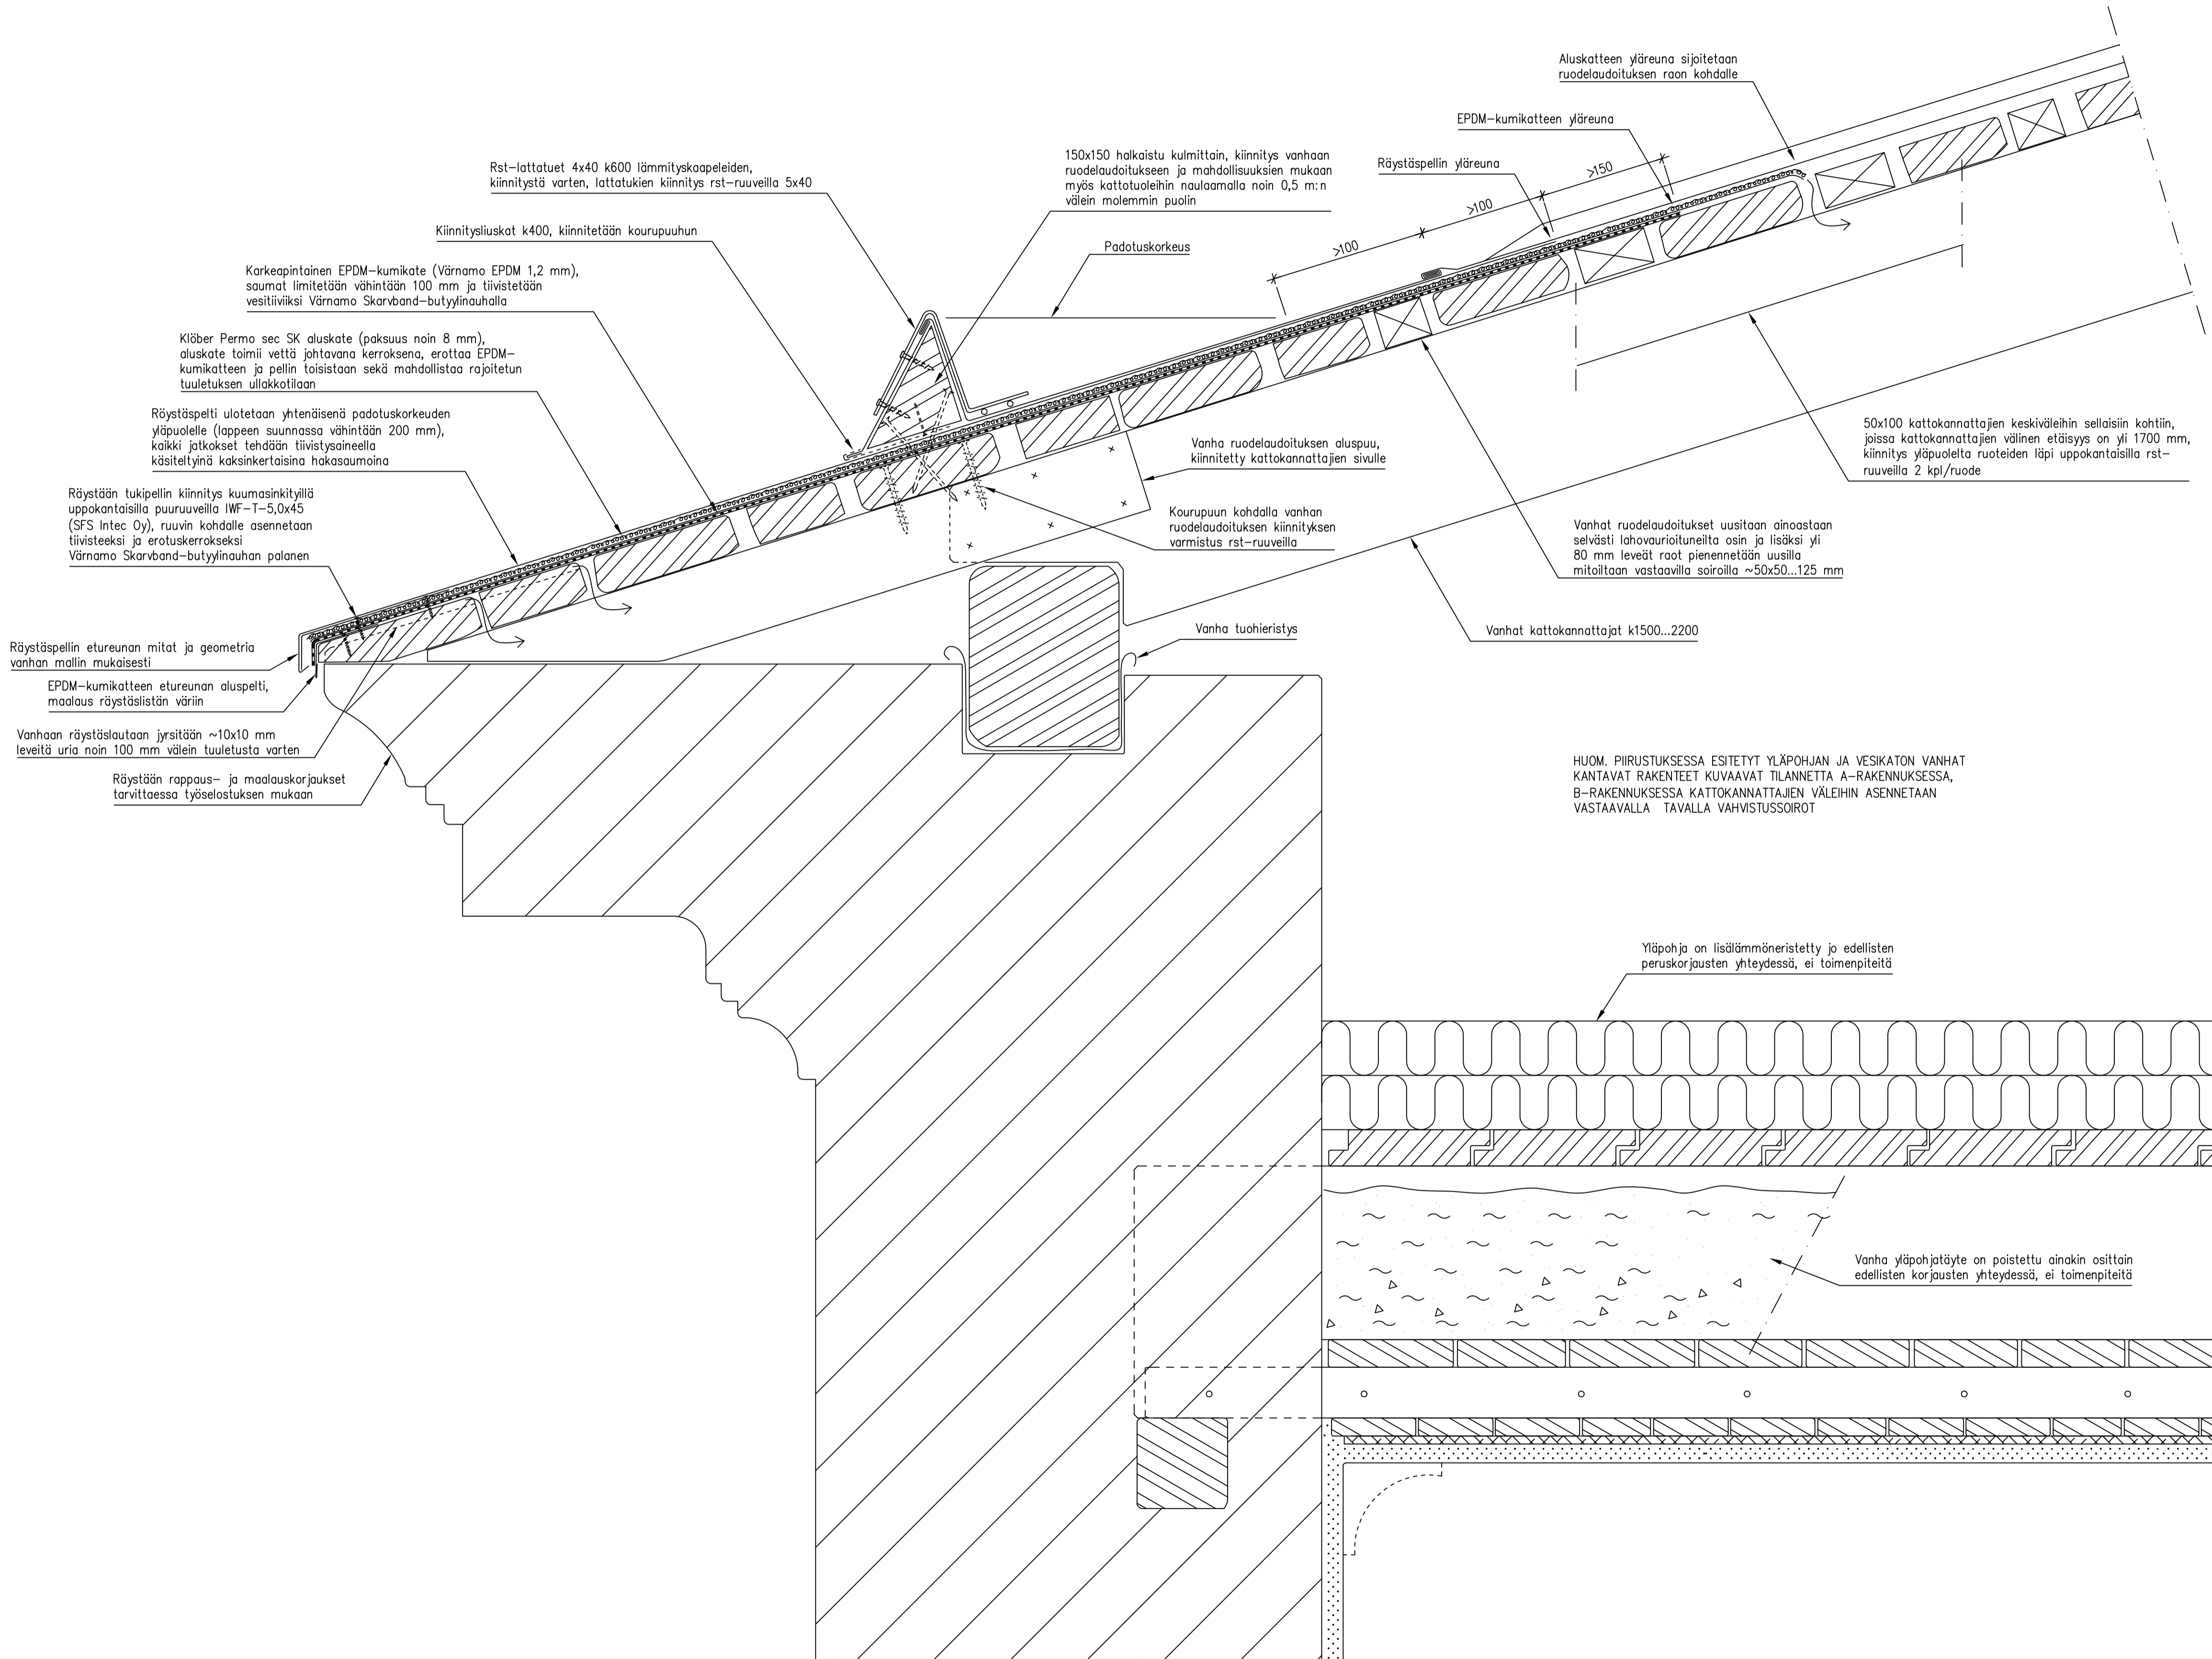 Aluskatteen yläreuna sijoitetaan
ruodelaudoituksen raon kohdalle
EPDM-kumikatteen yläreuna
Räystäspellin yläreuna
>150
>100
>100
150x150 halkaistu kulmittain, kiinnitys vanhaan
ruodelaudoitukseen ja mahdollisuuksien mukaan
myös kattotuoleihin naulaamalla noin 0,5 m:n
välein molemmin puolin
Padotuskorkeus
Rst-lattatuet 4x40 k600 lämmityskaapeleiden,
kiinnitystä varten, lattatukien kiinnitys rst-ruuveilla 5x40
Kiinnitysliuskat k400, kiinnitetään kourupuuhun
Karkeapintainen EPDM-kumikate (Värnamo EPDM 1,2 mm),
saumat limitetään vähintään 100 mm ja tiivistetään
vesitiiviiksi Värnamo Skarvband-butyylinauhalla
Klöber Permo sec SK aluskate (paksuus noin 8 mm),
aluskate toimii vettä johtavana kerroksena, erottaa EPDM-
kumikatteen ja pellin toisistaan sekä mahdollistaa rajoitetun
tuuletuksen ullakkotilaan
Röystäspelti ulotetaan yhtenäisenä padotuskorkeuden
yläpuolelle (lappeen suunnassa vähintään 200 mm),
kaikki jatkokset tehdään tiivistysaineella
käsiteltyinä kaksinkertaisina hakasaumoina
Räystään tukipellin kiinnitys kuumasinkityillä
uppokantaisilla puuruuveilla IWF-T-5,0x45
(SFS Intec Oy), ruuvin kohdalle asennetaan
tiivisteeksi ja erotuskerrokseksi
Värnamo Skarvband-butyylinauhan palanen
Räystäspellin etureunan mitat ja geometria
vanhan mallin mukaisesti
EPDM-kumikatteen etureunan aluspelti,
maalaus räystäslistän väriin
Vanhaan räystäslautaan jyrsitään ~10x10 mm
leveitä uria noin 100 mm välein tuuletusta varten
Räystään rappaus- ja maalauskorjaukset
tarvittaessa työselostuksen mukaan
Vanha ruodelaudoituksen aluspuu,
kiinnitetty kattokannattajien sivulle
Kourupuun kohdalla vanhan
ruodelaudoituksen kiinnityksen
varmistus rst-ruuveilla
Vanha tuohieristys
50x100 kattokannattajien keskiväleihin sellaisiin kohtiin,
joissa kattokannattajien välinen etäisyys on yli 1700 mm,
kiinnitys yläpuolelta ruoteiden läpi uppokantaisilla rst-
ruuveilla 2 kpl/ruode
Vanhat ruodelaudoitukset uusitaan ainoastaan
selvästi lahovaurioituneilta osin ja lisäksi yli
80 mm leveät raot pienennetään uusilla
mitoiltaan vastaavilla soiroilla ~50x50...125 mm
Vanhat kattokannattajat k1500...2200
HUOM. PIIRUSTUKSESSA ESITETYT YLÄPOHJAN JA VESIKATON VANHAT
KANTAVAT RAKENTEET KUVAAVAT TILANNETTA A-RAKENNUKSESSA,
B-RAKENNUKSESSA KATTOKANNATTAJIEN VÄLEIHIN ASENNETAAN
VASTAAVALLA TAVALLA VAHVISTUSSOIROT
Yläpohja on lisälämmöneristetty jo edellisten
peruskorjausten yhteydessä, ei toimenpiteitä
Vanha yläpohjatäyte on poistettu ainakin osittain
edellisten korjausten yhteydessä, ei toimenpiteitä